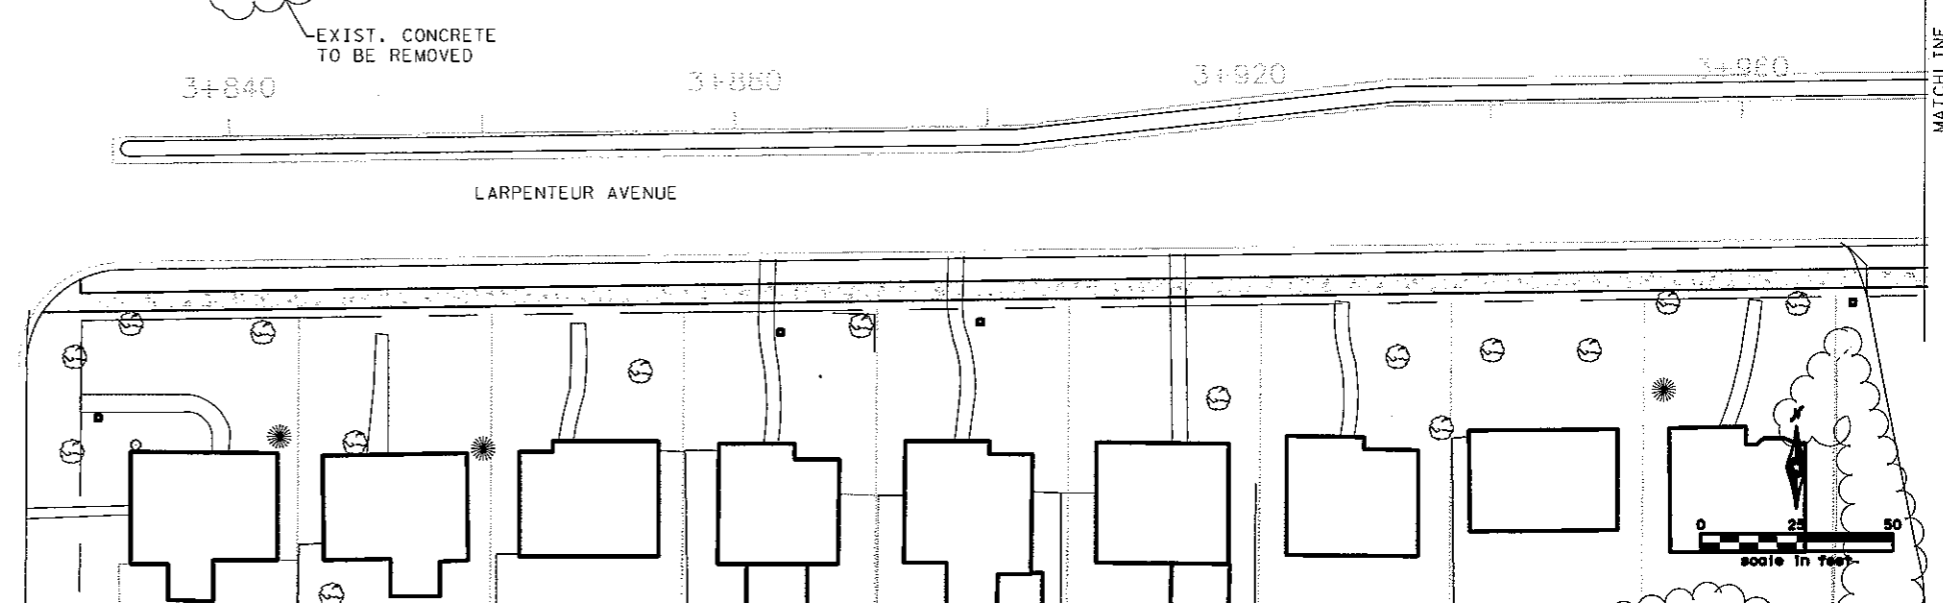 EXIST. CONCRETE
TO BE REMOVED
3+840
3+880
3+920
3+960
MATCHLINE
LARPENTEUR AVENUE
N
0 25 50
scale in feet